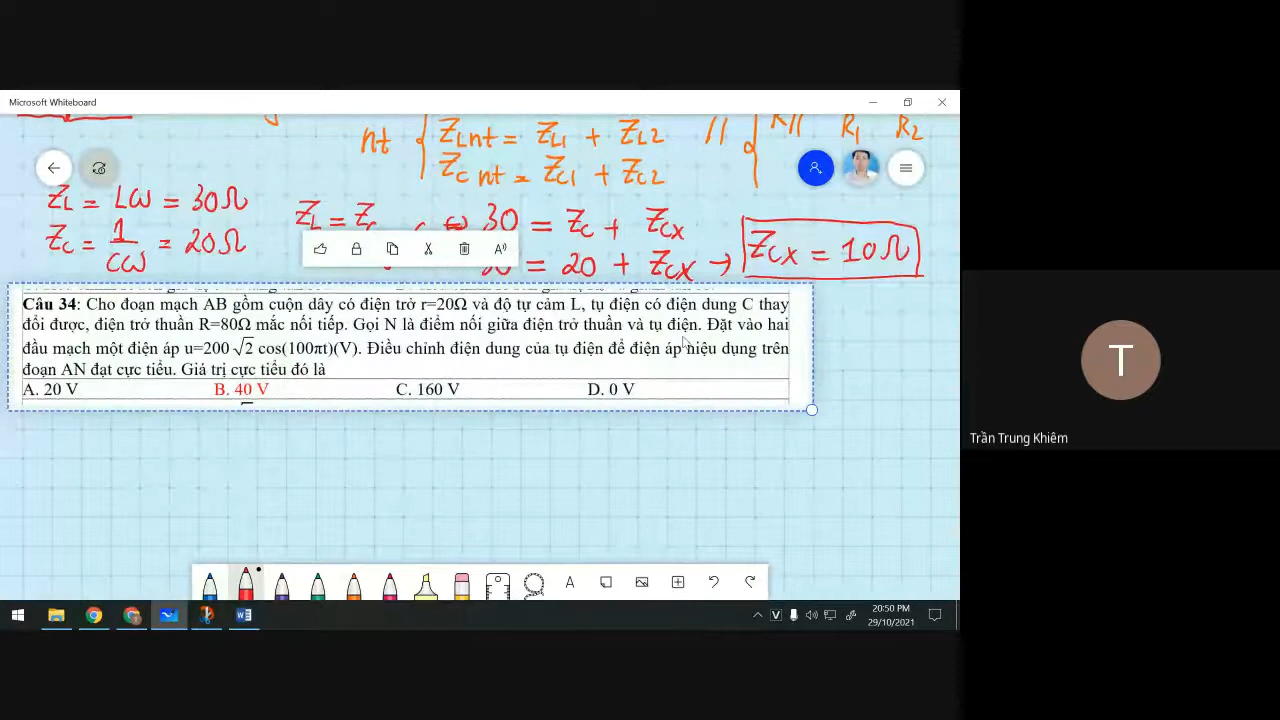 Microsoft Whiteboard
nt { Z_L nt = Z_L1 + Z_L2 // { R// R1 R2
Z_C nt = Z_C1 + Z_C2
Z_L = Lω = 30Ω
Z_C = 1/Cω = 20Ω
Z_L = Z_C ⇔ 30 = Z_C + Z_CX
= 20 + Z_CX → Z_CX = 10Ω
Câu 34: Cho đoạn mạch AB gồm cuộn dây có điện trở r=20Ω và độ tự cảm L, tụ điện có điện dung C thay
đổi được, điện trở thuần R=80Ω mắc nối tiếp. Gọi N là điểm nối giữa điện trở thuần và tụ điện. Đặt vào hai
đầu mạch một điện áp u=200√2 cos(100πt)(V). Điều chỉnh điện dung của tụ điện để điện áp hiệu dụng trên
đoạn AN đạt cực tiểu. Giá trị cực tiểu đó là
A. 20 V B. 40 V C. 160 V D. 0 V
T
Trần Trung Khiêm
20:50 PM
29/10/2021